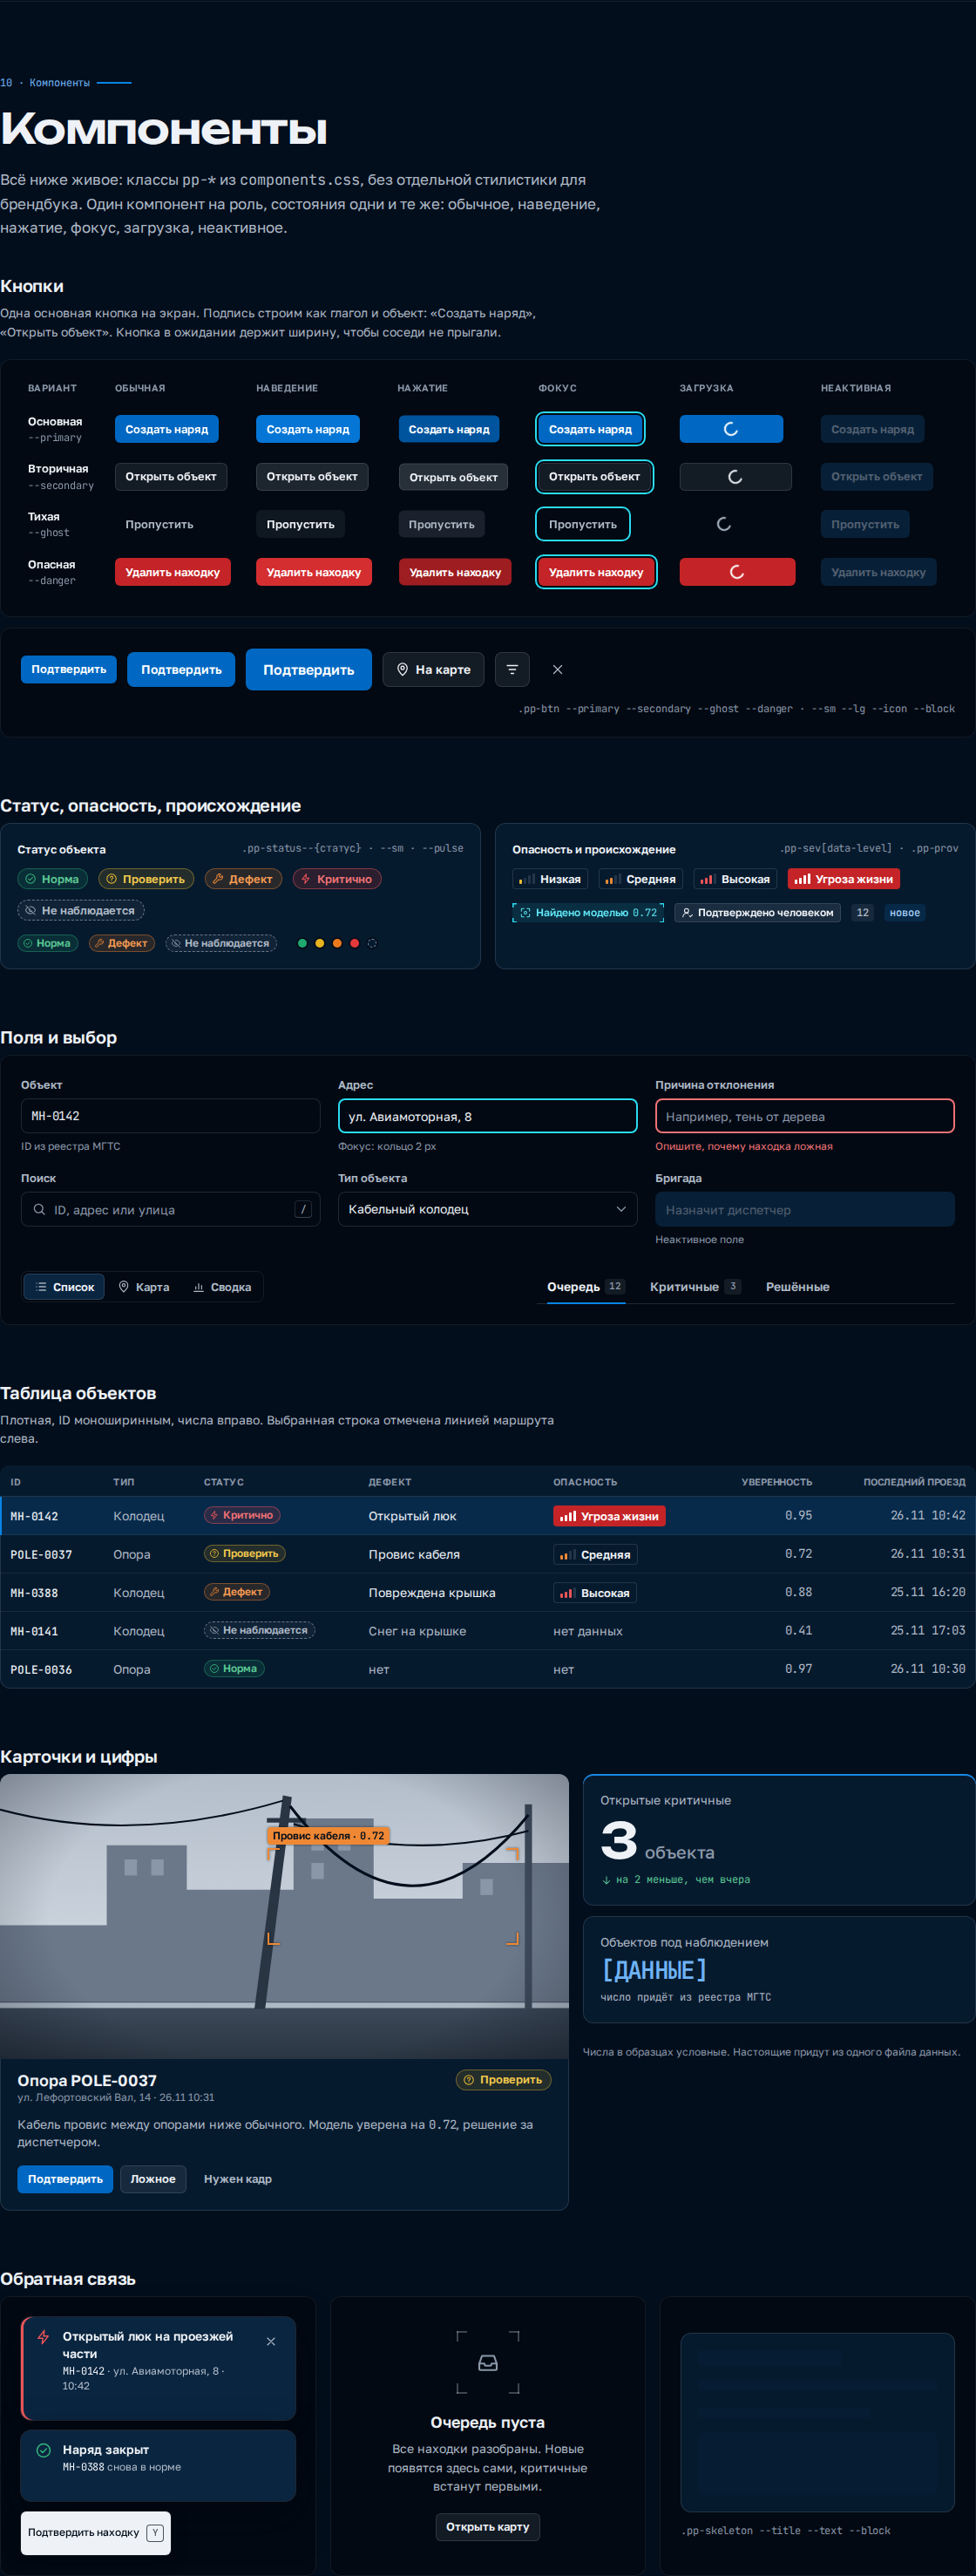 10 · Компоненты
Компоненты
Всё ниже живое: классы pp-* из components.css, без отдельной стилистики для
брендбука. Один компонент на роль, состояния одни и те же: обычное, наведение,
нажатие, фокус, загрузка, неактивное.
Кнопки
Одна основная кнопка на экран. Подпись строим как глагол и объект: «Создать наряд»,
«Открыть объект». Кнопка в ожидании держит ширину, чтобы соседи не прыгали.
ВАРИАНТ ОБЫЧНАЯ НАВЕДЕНИЕ НАЖАТИЕ ФОКУС ЗАГРУЗКА НЕАКТИВНАЯ
Основная
--primary
Создать наряд Создать наряд Создать наряд Создать наряд Создать наряд
Вторичная
--secondary
Открыть объект Открыть объект Открыть объект Открыть объект Открыть объект
Тихая
--ghost
Пропустить Пропустить Пропустить Пропустить Пропустить
Опасная
--danger
Удалить находку Удалить находку Удалить находку Удалить находку Удалить находку
Подтвердить Подтвердить Подтвердить На карте
.pp-btn --primary --secondary --ghost --danger · --sm --lg --icon --block
Статус, опасность, происхождение
Статус объекта .pp-status--{статус} · --sm · --pulse
Норма Проверить Дефект Критично
Не наблюдается
Норма Дефект Не наблюдается
Опасность и происхождение .pp-sev[data-level] · .pp-prov
Низкая Средняя Высокая Угроза жизни
Найдено моделью 0.72 Подтверждено человеком 12 новое
Поля и выбор
Объект Адрес Причина отклонения
MH-0142 ул. Авиамоторная, 8 Например, тень от дерева
ID из реестра МГТС Фокус: кольцо 2 px Опишите, почему находка ложная
Поиск Тип объекта Бригада
ID, адрес или улица / Кабельный колодец Назначит диспетчер
Неактивное поле
Список Карта Сводка Очередь 12 Критичные 3 Решённые
Таблица объектов
Плотная, ID моноширинным, числа вправо. Выбранная строка отмечена линией маршрута
слева.
ID ТИП СТАТУС ДЕФЕКТ ОПАСНОСТЬ УВЕРЕННОСТЬ ПОСЛЕДНИЙ ПРОЕЗД
MH-0142 Колодец Критично Открытый люк Угроза жизни 0.95 26.11 10:42
POLE-0037 Опора Проверить Провис кабеля Средняя 0.72 26.11 10:31
MH-0388 Колодец Дефект Повреждена крышка Высокая 0.88 25.11 16:20
MH-0141 Колодец Не наблюдается Снег на крышке нет данных 0.41 25.11 17:03
POLE-0036 Опора Норма нет нет 0.97 26.11 10:30
Карточки и цифры
Провис кабеля · 0.72
Опора POLE-0037 Проверить
ул. Лефортовский Вал, 14 · 26.11 10:31
Кабель провис между опорами ниже обычного. Модель уверена на 0.72, решение за
диспетчером.
Подтвердить Ложное Нужен кадр
Открытые критичные
3 объекта
↓ на 2 меньше, чем вчера
Объектов под наблюдением
[ДАННЫЕ]
число придёт из реестра МГТС
Числа в образцах условные. Настоящие придут из одного файла данных.
Обратная связь
Открытый люк на проезжей
части
MH-0142 · ул. Авиамоторная, 8 ·
10:42
Наряд закрыт
MH-0388 снова в норме
Подтвердить находку Y
Очередь пуста
Все находки разобраны. Новые
появятся здесь сами, критичные
встанут первыми.
Открыть карту
.pp-skeleton --title --text --block